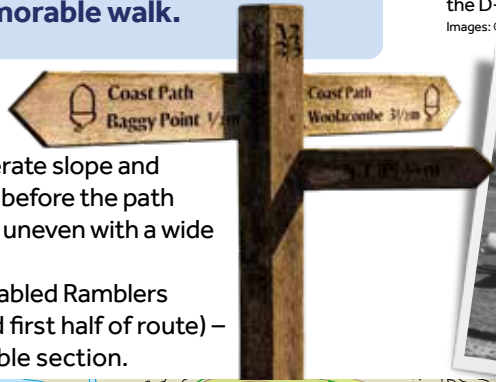 morable walk.
the D-
Images: C
Coast Path
Baggy Point 1/2m
Coast Path
Woolacombe 3 1/2m
erate slope and
before the path
uneven with a wide
abled Ramblers
d first half of route) –
ble section.